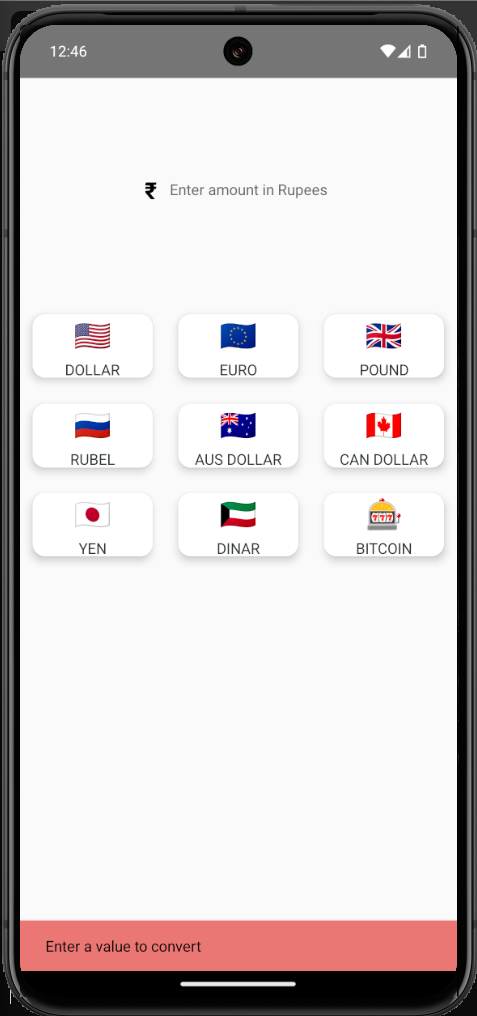 12:46
₹ Enter amount in Rupees
DOLLAR EURO POUND
RUBEL AUS DOLLAR CAN DOLLAR
777
YEN DINAR BITCOIN
Enter a value to convert